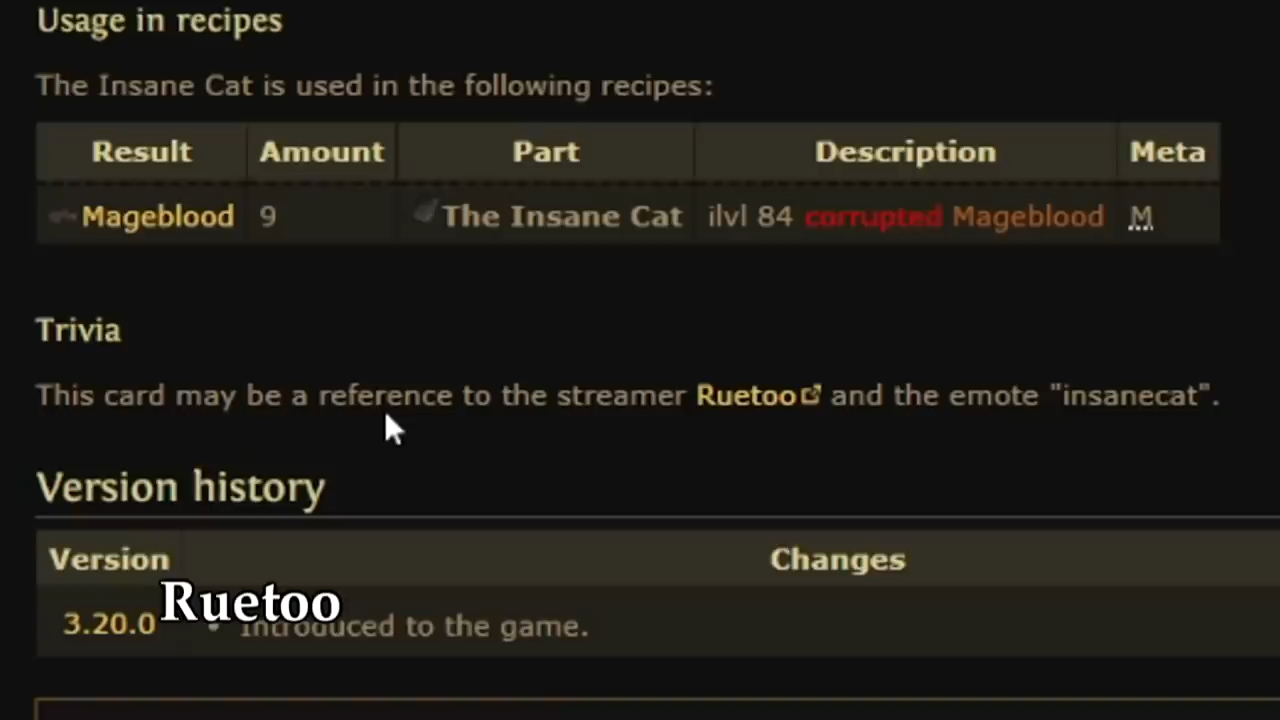 Usage in recipes
The Insane Cat is used in the following recipes:
Result Amount Part Description Meta
Mageblood 9 The Insane Cat ilvl 84 corrupted Mageblood M
Trivia
This card may be a reference to the streamer Ruetoo and the emote "insanecat".
Version history
Version Changes
3.20.0 • Introduced to the game.
Ruetoo